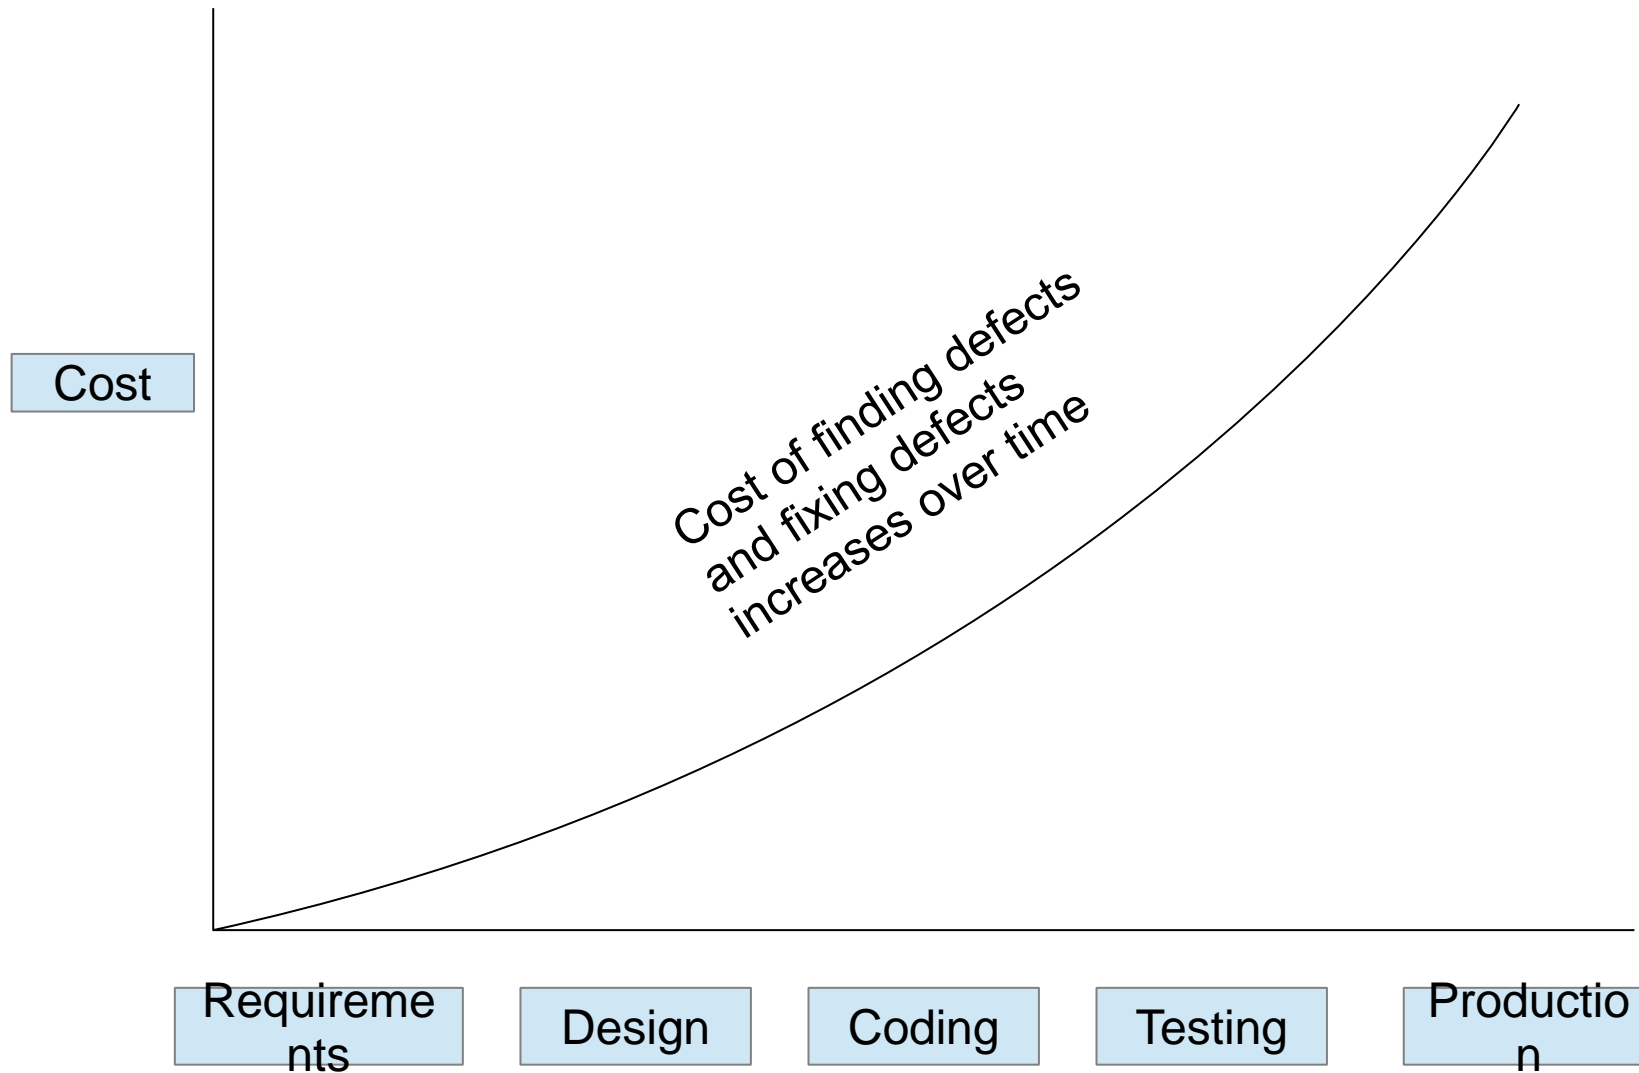 Cost of finding defects
and fixing defects
increases over time
Cost
Requireme
nts
Design
Coding
Testing
Productio
n